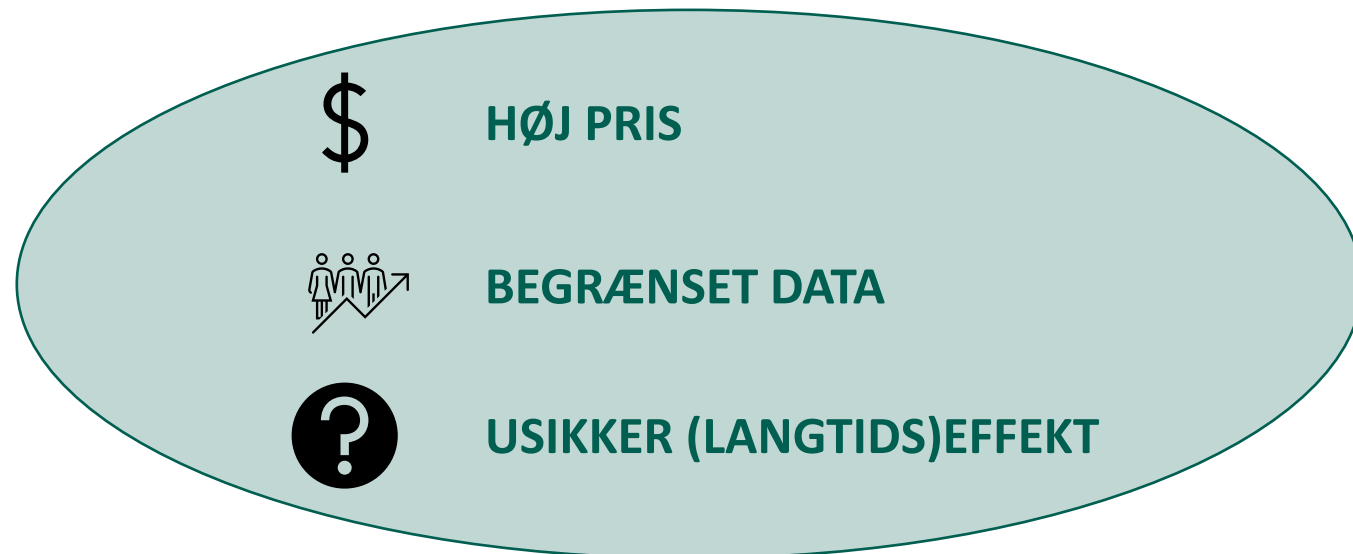 HØJ PRIS
BEGRÆNSET DATA
USIKKER (LANGTIDS)EFFEKT